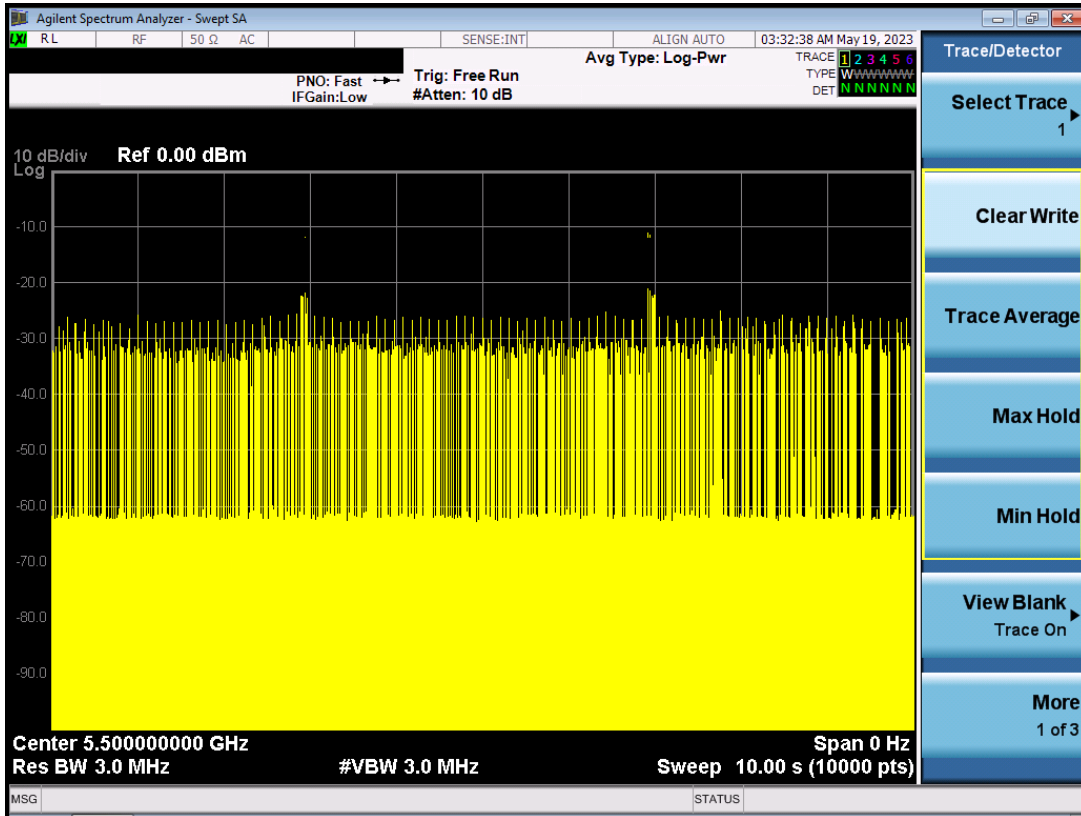 Agilent Spectrum Analyzer - Swept SA
LXI RL RF 50 Ω AC SENSE:INT ALIGN AUTO 03:32:38 AM May 19, 2023
Avg Type: Log-Pwr TRACE 1 2 3 4 5 6
PNO: Fast Trig: Free Run TYPE WWWWWW
IFGain:Low #Atten: 10 dB DET N N N N N N
10 dB/div Ref 0.00 dBm
Log
-10.0
-20.0
-30.0
-40.0
-50.0
-60.0
-70.0
-80.0
-90.0
Center 5.500000000 GHz Span 0 Hz
Res BW 3.0 MHz #VBW 3.0 MHz Sweep 10.00 s (10000 pts)
MSG STATUS
Trace/Detector
Select Trace
1
Clear Write
Trace Average
Max Hold
Min Hold
View Blank
Trace On
More
1 of 3